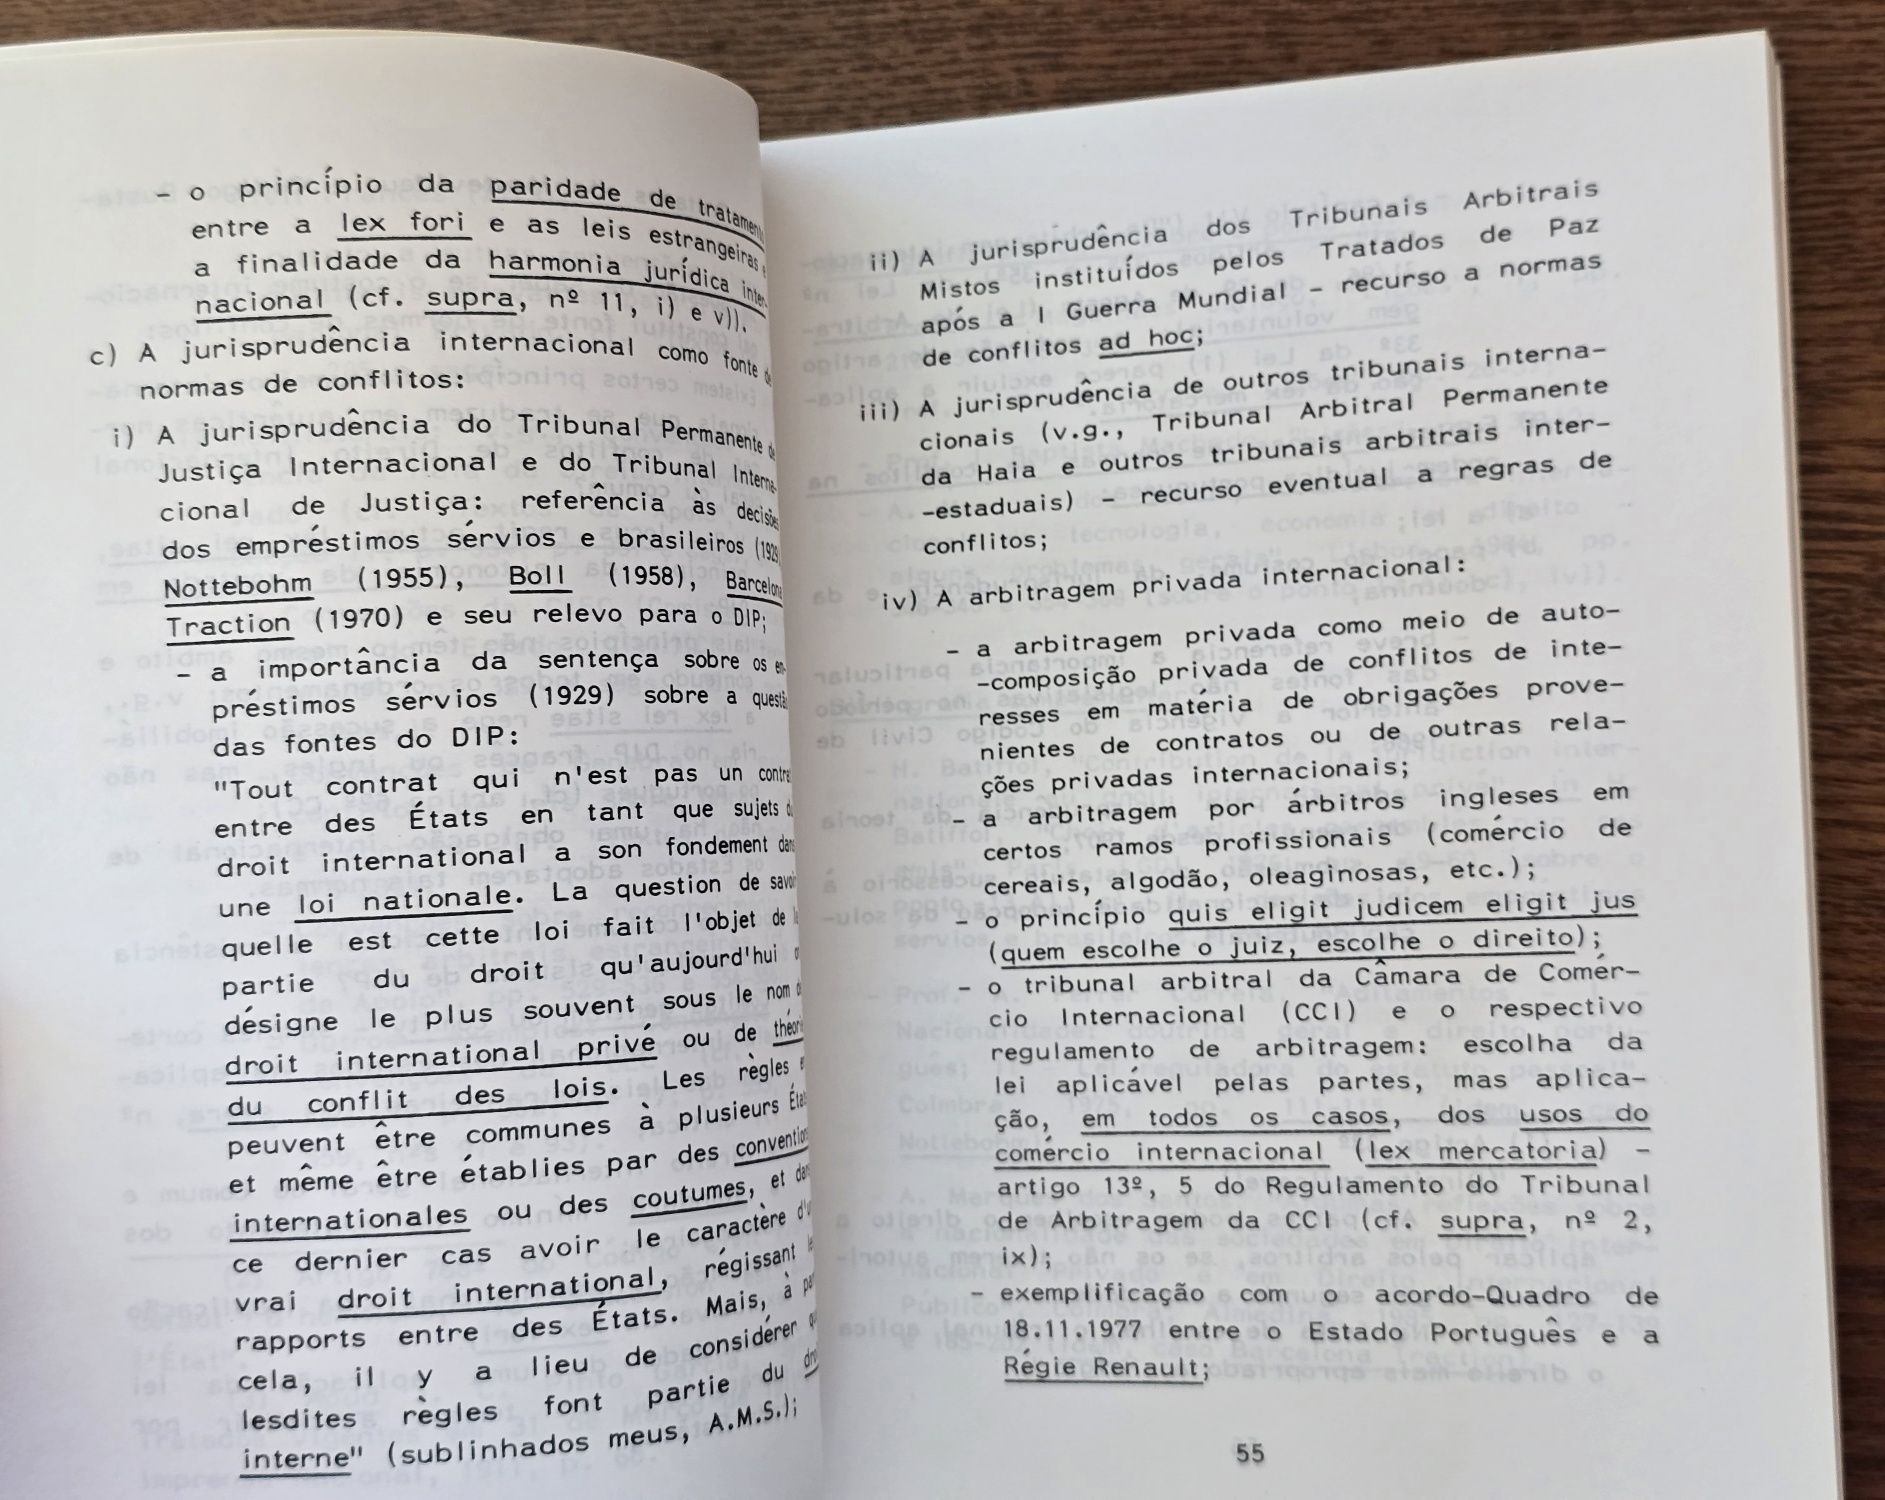 - o princípio da paridade de tratamen
entre a lex fori e as leis estrangeiras e
a finalidade da harmonia jurídica inter-
nacional (cf. supra, nº 11, i) e v)).
c) A jurisprudência internacional como fonte de
normas de conflitos:
i) A jurisprudência do Tribunal Permanente de
Justiça Internacional e do Tribunal Interna-
cional de Justiça: referência às decisões
dos empréstimos sérvios e brasileiros (1929
Nottebohm (1955), Boll (1958), Barcelona
Traction (1970) e seu relevo para o DIP;
- a importância da sentença sobre os em-
préstimos sérvios (1929) sobre a questã
das fontes do DIP:
"Tout contrat qui n'est pas un contrat
entre des États en tant que sujets du
droit international a son fondement dans
une loi nationale. La question de savoir
quelle est cette loi fait l'objet de la
partie du droit qu'aujourd'hui on
désigne le plus souvent sous le nom de
droit international privé ou de théorie
du conflit des lois. Les règles
peuvent être communes à plusieurs États
et même être établies par des conventions
internationales ou des coutumes, et dans
ce dernier cas avoir le caractère d'un
vrai droit international, régissant
rapports entre des États. Mais, à part
cela, il y a lieu de considérer que
lesdites règles font partie du droit
interne" (sublinhados meus, A.M.S.);
ii) A jurisprudência dos Tribunais Arbitrais
Mistos instituídos pelos Tratados de Paz
após a I Guerra Mundial - recurso a normas
de conflitos ad hoc;
iii) A jurisprudência de outros tribunais interna-
cionais (v.g., Tribunal Arbitral Permanente
da Haia e outros tribunais arbitrais inter-
-estaduais) - recurso eventual a regras de
conflitos;
iv) A arbitragem privada internacional:
- a arbitragem privada como meio de auto-
-composição privada de conflitos de inte-
resses em matéria de obrigações prove-
nientes de contratos ou de outras rela-
ções privadas internacionais;
- a arbitragem por árbitros ingleses em
certos ramos profissionais (comércio de
cereais, algodão, oleaginosas, etc.);
- o princípio quis eligit judicem eligit jus
(quem escolhe o juiz, escolhe o direito);
- o tribunal arbitral da Câmara de Comér-
cio Internacional (CCI) e o respectivo
regulamento de arbitragem: escolha da
lei aplicável pelas partes, mas aplica-
ção, em todos os casos, dos usos do
comércio internacional (lex mercatoria) -
artigo 13º, 5 do Regulamento do Tribunal
de Arbitragem da CCI (cf. supra, nº 2,
ix);
- exemplificação com o acordo-Quadro de
18.11.1977 entre o Estado Português e a
Régie Renault;
55